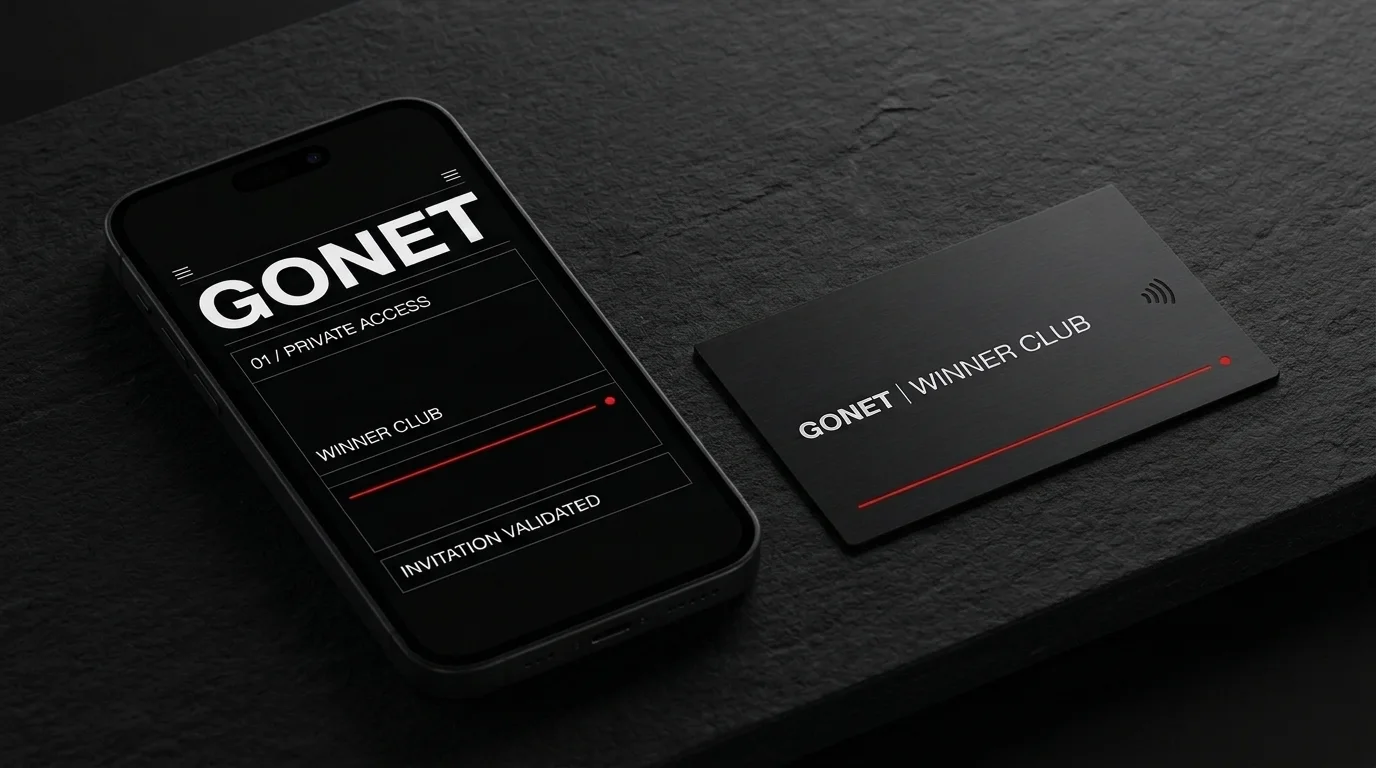 GONET
01 / PRIVATE ACCESS
WINNER CLUB
INVITATION VALIDATED
GONET | WINNER CLUB